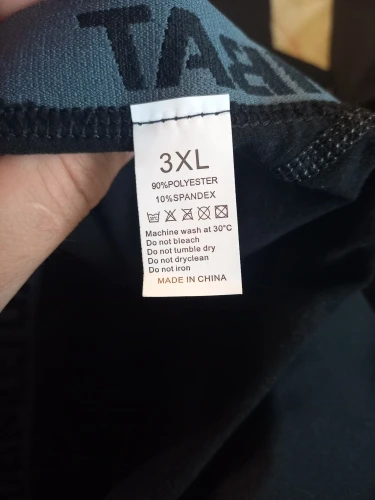 TABA
3XL
90%POLYESTER
10%SPANDEX
Machine wash at 30°C
Do not bleach
Do not tumble dry
Do not dryclean
Do not iron
MADE IN CHINA